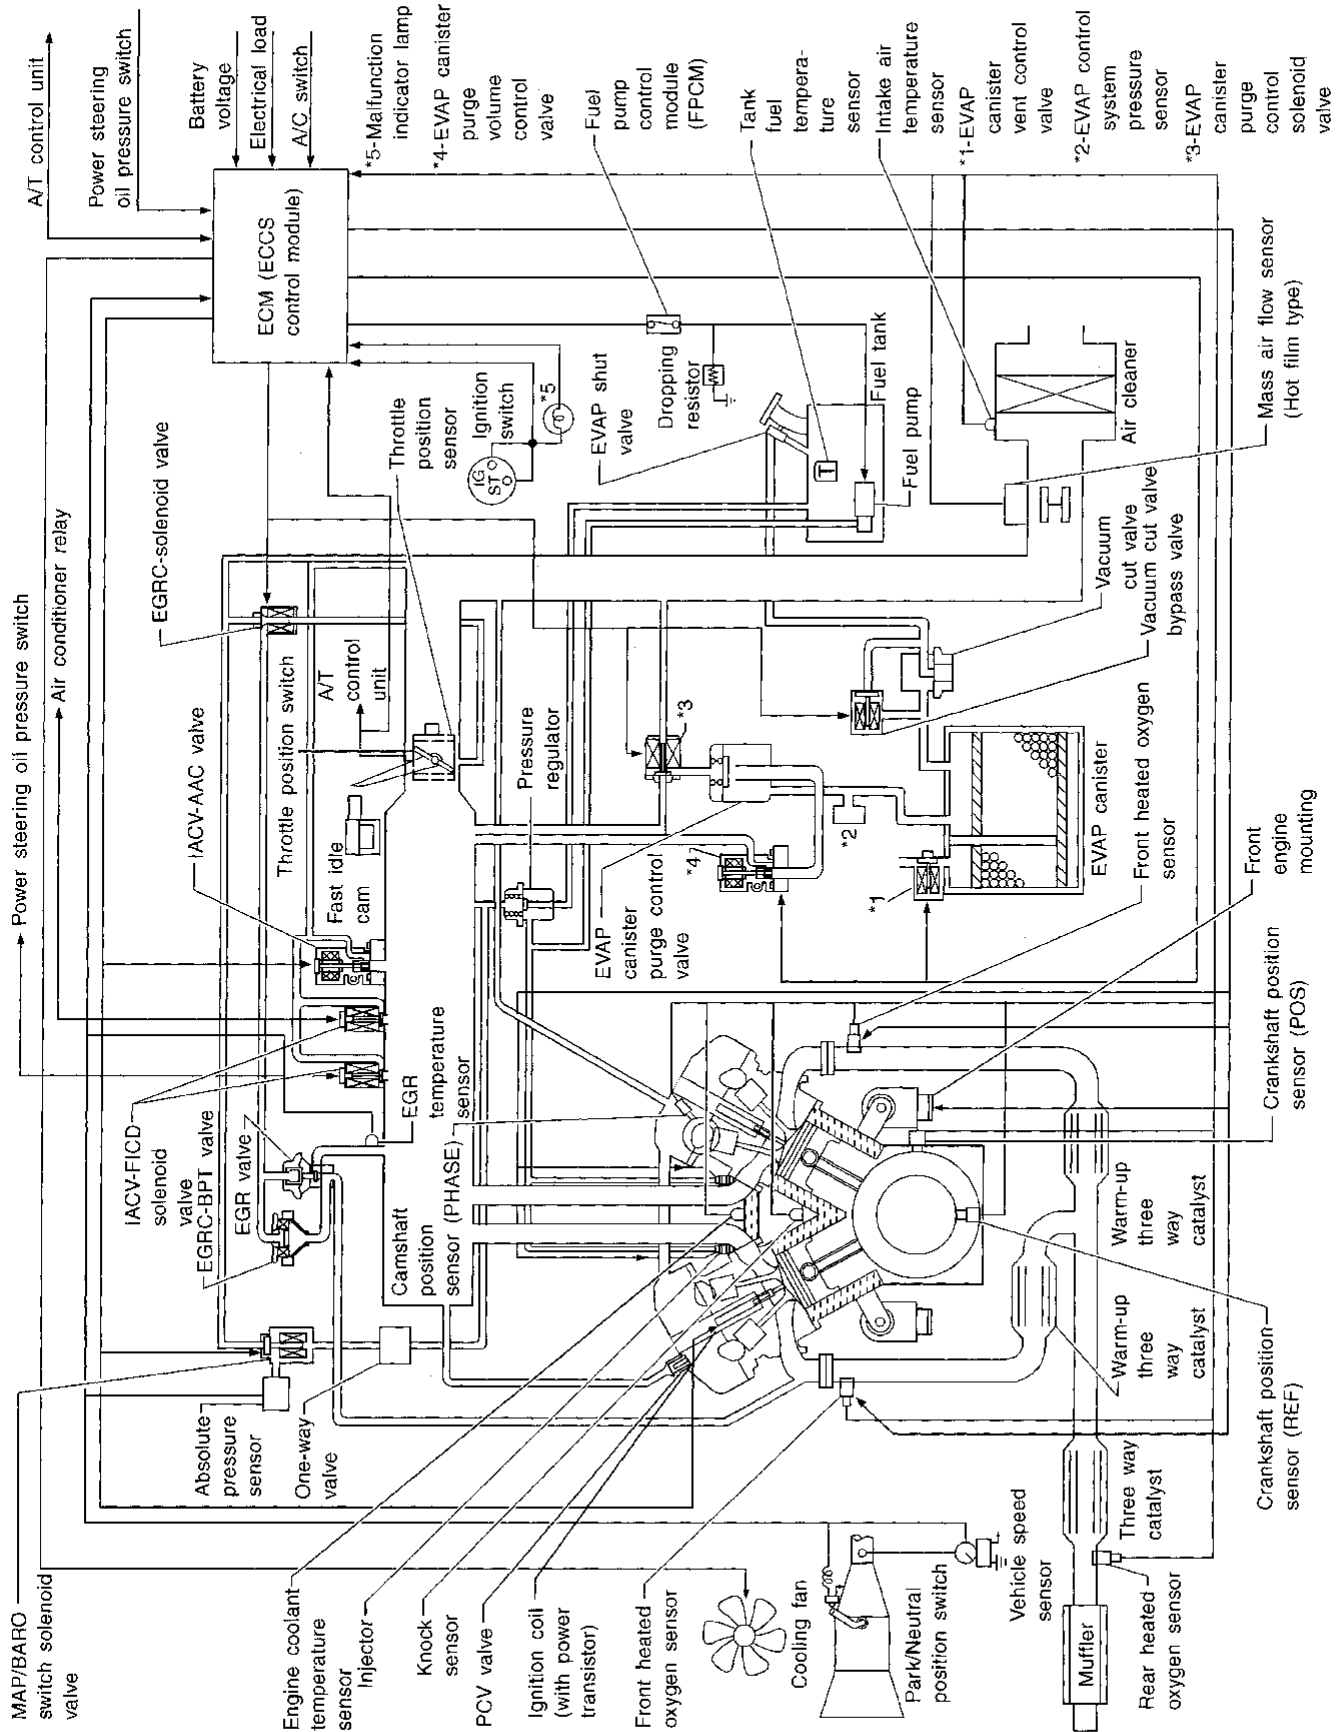 A/T control unit
Power steering
oil pressure switch
Battery
voltage
Electrical load
A/C switch
ECM (ECCS
control module)
*5-Malfunction
indicator lamp
*4-EVAP canister
purge
volume
control
valve
Fuel
pump
control
module
(FPCM)
Tank
fuel
tempera-
ture
sensor
Intake air
temperature
sensor
*1-EVAP
canister
vent control
valve
*2-EVAP control
system
pressure
sensor
*3-EVAP
canister
purge
control
solenoid
valve
Power steering oil pressure switch
Air conditioner relay
EGRC-solenoid valve
IACV-AAC valve
Throttle position switch
Fast idle
cam
A/T
control
unit
Throttle
position
sensor
Ignition
switch
IG
ST
*5
EVAP shut
valve
Dropping
resistor
Fuel tank
T
Fuel pump
Air cleaner
Mass air flow sensor
(Hot film type)
Pressure
regulator
*3
Vacuum
cut valve
Vacuum cut valve
bypass valve
*4
*2
*1
EVAP
canister
purge control
valve
EVAP canister
Front heated oxygen
sensor
Front
engine
mounting
IACV-FICD
solenoid
valve
EGRC-BPT valve
EGR valve
EGR
temperature
sensor
Camshaft
position
sensor (PHASE)
Crankshaft position
sensor (POS)
Warm-up
three
way
catalyst
Warm-up
three
way
catalyst
Crankshaft position
sensor (REF)
MAP/BARO
switch solenoid
valve
Absolute
pressure
sensor
One-way
valve
Engine coolant
temperature
sensor
Injector
Knock
sensor
PCV valve
Ignition coil
(with power
transistor)
Front heated
oxygen sensor
Cooling fan
Park/Neutral
position switch
Vehicle speed
sensor
Three way
catalyst
Muffler
Rear heated
oxygen sensor